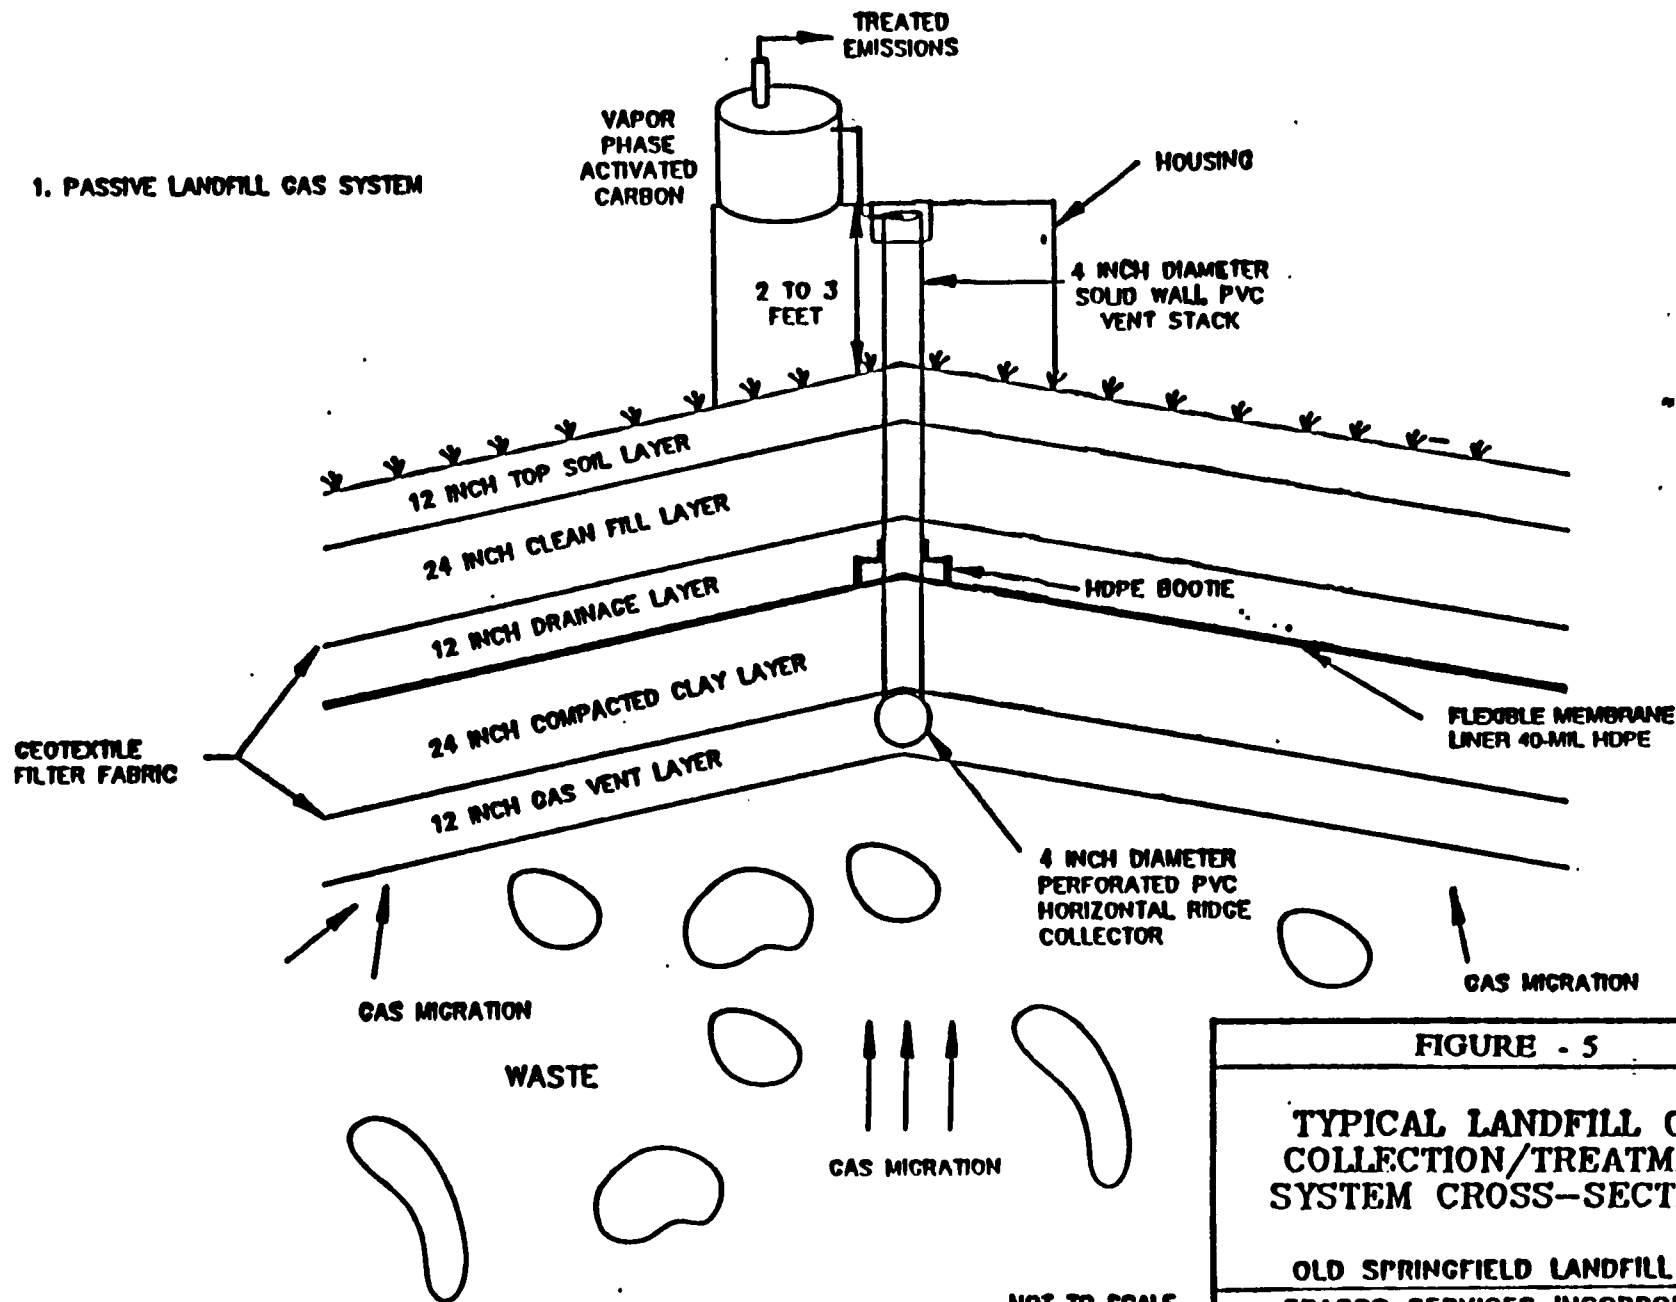 TREATED
EMISSIONS
VAPOR
PHASE
ACTIVATED
CARBON
HOUSING
1. PASSIVE LANDFILL GAS SYSTEM
4 INCH DIAMETER
SOLID WALL PVC
VENT STACK
2 TO 3
FEET
12 INCH TOP SOIL LAYER
24 INCH CLEAN FILL LAYER
12 INCH DRAINAGE LAYER
HDPE BOOTIE
24 INCH COMPACTED CLAY LAYER
FLEXIBLE MEMBRANE
LINER 40-MIL HDPE
GEOTEXTILE
FILTER FABRIC
12 INCH GAS VENT LAYER
4 INCH DIAMETER
PERFORATED PVC
HORIZONTAL RIDGE
COLLECTOR
GAS MIGRATION
GAS MIGRATION
WASTE
GAS MIGRATION
FIGURE - 5
TYPICAL LANDFILL
COLLECTION/TREATM
SYSTEM CROSS-SECT
OLD SPRINGFIELD LANDFILL
NOT TO SCALE
SERVICES